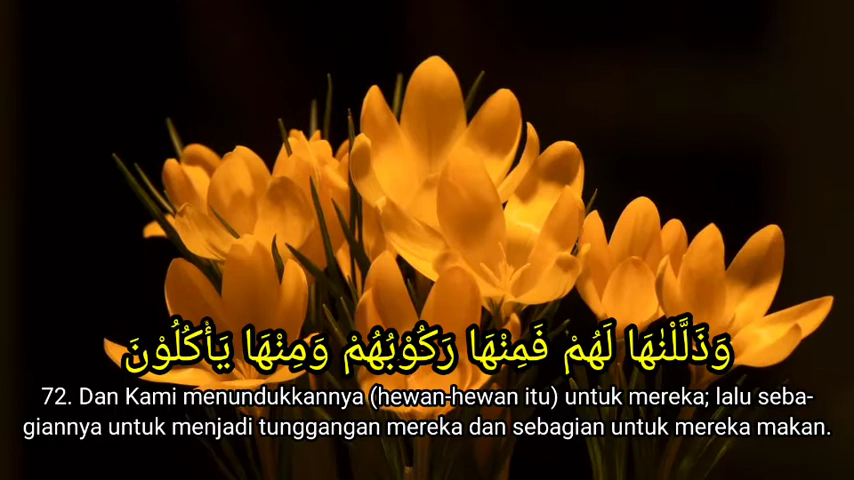 وَذَلَّلْنٰهَا لَهُمْ فَمِنْهَا رَكُوْبُهُمْ وَمِنْهَا يَأْكُلُوْنَ
72. Dan Kami menundukkannya (hewan-hewan itu) untuk mereka; lalu seba-
giannya untuk menjadi tunggangan mereka dan sebagian untuk mereka makan.